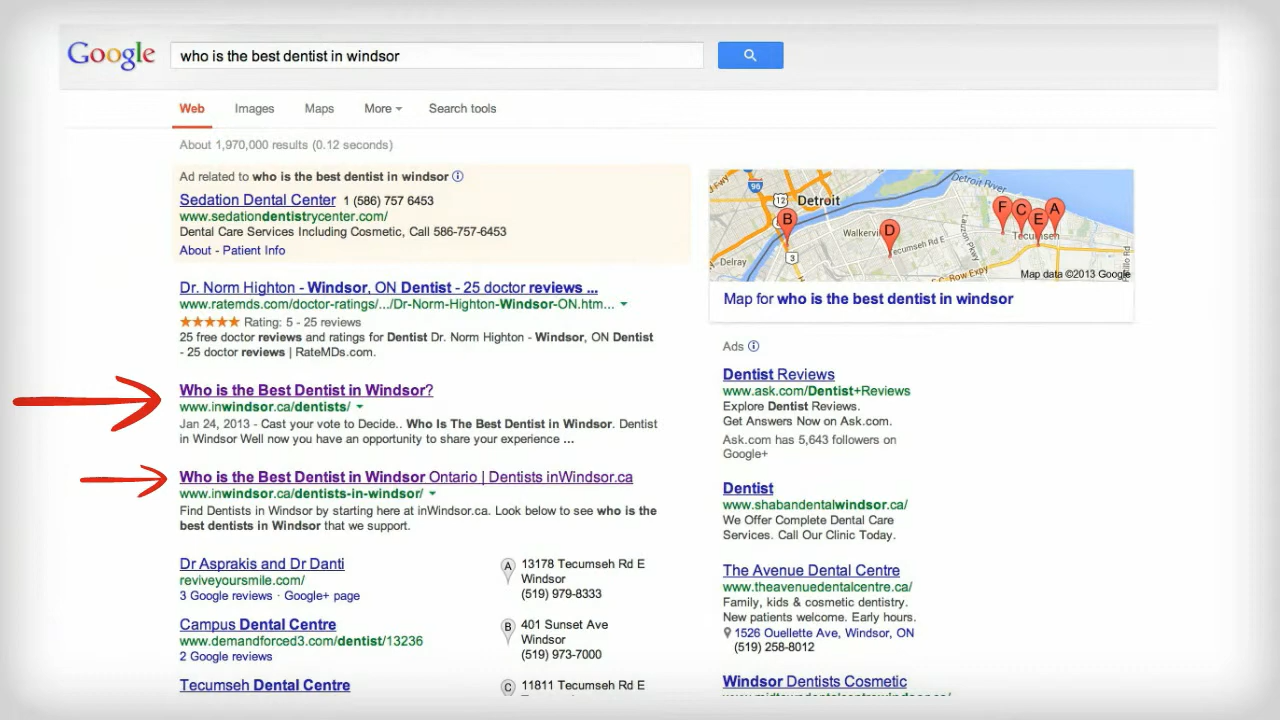 Google
who is the best dentist in windsor
Web Images Maps More Search tools
About 1,970,000 results (0.12 seconds)
Ad related to who is the best dentist in windsor
Sedation Dental Center 1 (586) 757 6453
www.sedationdentistrycenter.com/
Dental Care Services Including Cosmetic, Call 586-757-6453
About - Patient Info
Dr. Norm Highton - Windsor, ON Dentist - 25 doctor reviews ...
www.ratemds.com/doctor-ratings/.../Dr-Norm-Highton-Windsor-ON.htm...
Rating: 5 - 25 reviews
25 free doctor reviews and ratings for Dentist Dr. Norm Highton - Windsor, ON Dentist
- 25 doctor reviews | RateMDs.com.
Who is the Best Dentist in Windsor?
www.inwindsor.ca/dentists/
Jan 24, 2013 - Cast your vote to Decide.. Who Is The Best Dentist in Windsor. Dentist
in Windsor Well now you have an opportunity to share your experience ...
Who is the Best Dentist in Windsor Ontario | Dentists inWindsor.ca
www.inwindsor.ca/dentists-in-windsor/
Find Dentists in Windsor by starting here at inWindsor.ca. Look below to see who is the
best dentists in Windsor that we support.
Dr Asprakis and Dr Danti
reviveyoursmile.com/
3 Google reviews · Google+ page
A
13178 Tecumseh Rd E
Windsor
(519) 979-8333
Campus Dental Centre
www.demandforced3.com/dentist/13236
2 Google reviews
B
401 Sunset Ave
Windsor
(519) 973-7000
Tecumseh Dental Centre
C
11811 Tecumseh Rd E
96
12
Detroit
Detroit River
B
Walkervi
D
F
C
E
A
Tecumseh
Tecumseh Rd E
Lauzon Pkwy
Delray
3
C-Row Expy
Map data ©2013 Google
Map for who is the best dentist in windsor
Ads
Dentist Reviews
www.ask.com/Dentist+Reviews
Explore Dentist Reviews.
Get Answers Now on Ask.com.
Ask.com has 5,643 followers on
Google+
Dentist
www.shabandentalwindsor.ca/
We Offer Complete Dental Care
Services. Call Our Clinic Today.
The Avenue Dental Centre
www.theavenuedentalcentre.ca/
Family, kids & cosmetic dentistry.
New patients welcome. Early hours.
1526 Ouellette Ave, Windsor, ON
(519) 258-8012
Windsor Dentists Cosmetic